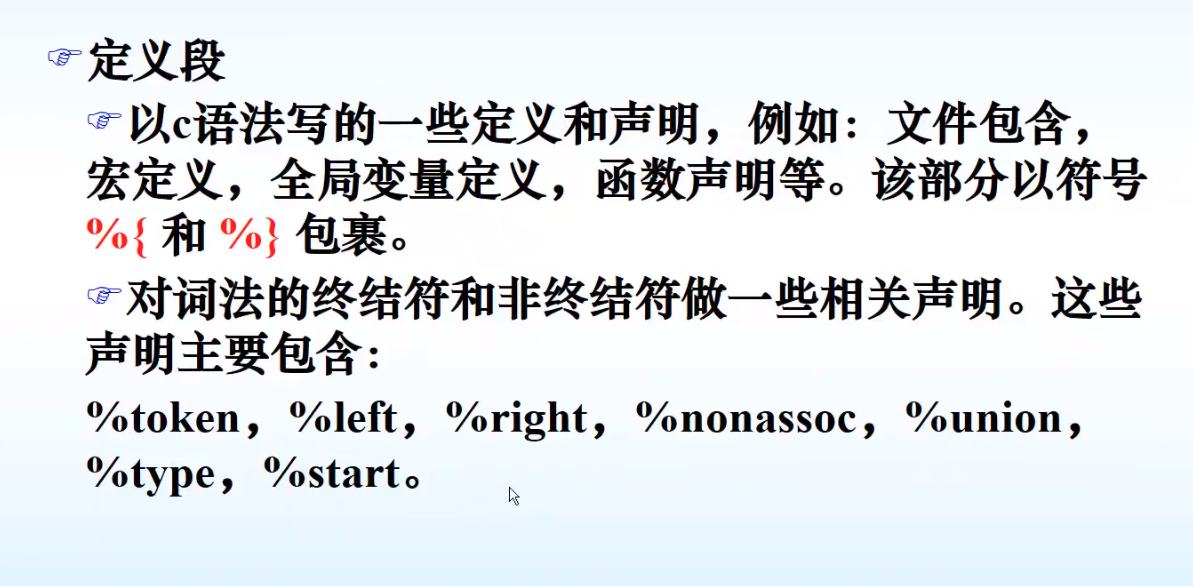 定义段
以c语法写的一些定义和声明，例如：文件包含，
宏定义，全局变量定义，函数声明等。该部分以符号
%{ 和 %} 包裹。
对词法的终结符和非终结符做一些相关声明。这些
声明主要包含：
%token，%left，%right，%nonassoc，%union，
%type，%start。